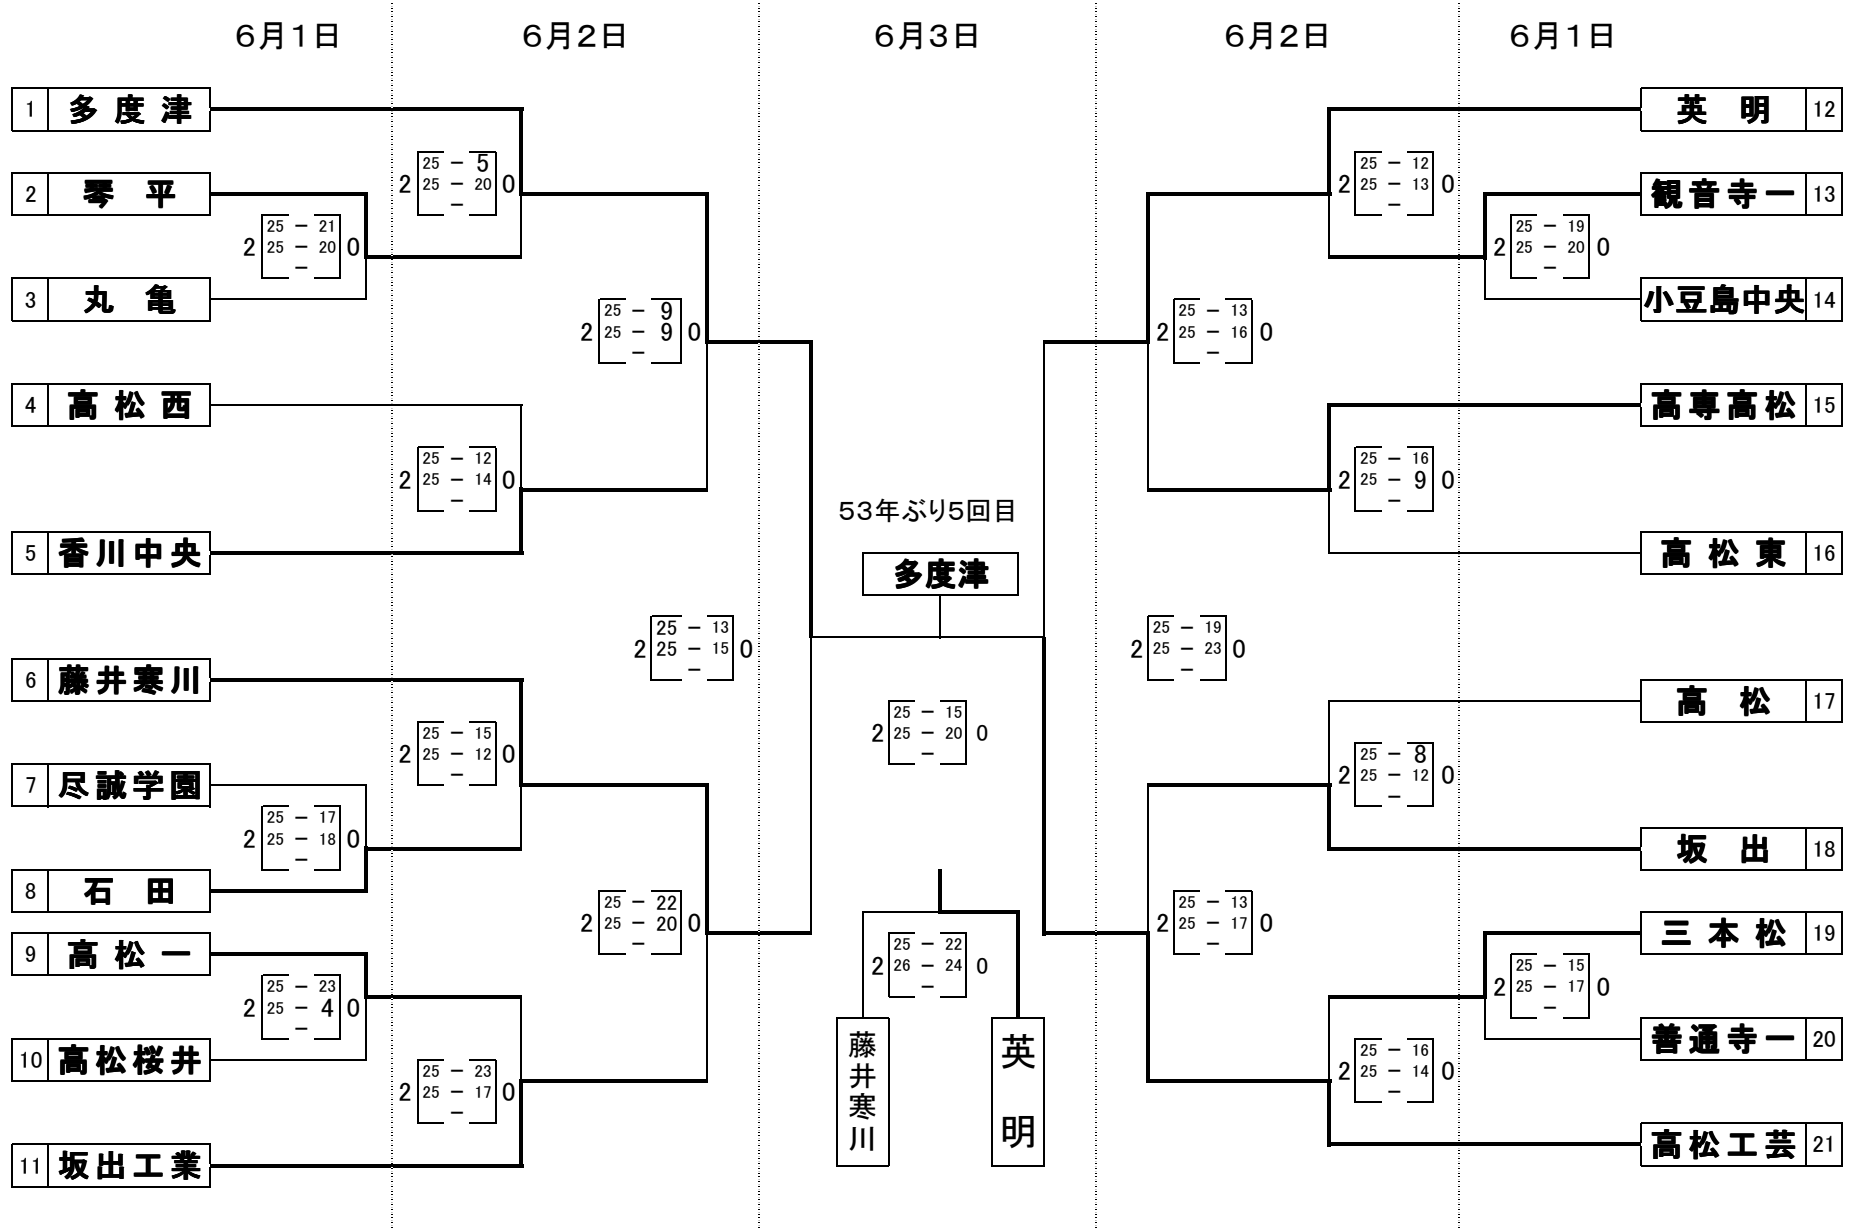 ６月１日 ６月２日 ６月３日 ６月２日 ６月１日
1 多度津
2 琴平
3 丸亀
4 高松西
5 香川中央
6 藤井寒川
7 尽誠学園
8 石田
9 高松一
10 高松桜井
11 坂出工業
2 25 － 21 0
25 － 20
－
2 25 － 17 0
25 － 18
－
2 25 － 23 0
25 － 4
－
2 25 － 5 0
25 － 20
－
2 25 － 12 0
25 － 14
－
2 25 － 15 0
25 － 12
－
2 25 － 23 0
25 － 17
－
2 25 － 9 0
25 － 9
－
2 25 － 22 0
25 － 20
－
2 25 － 13 0
25 － 15
－
53年ぶり5回目
多度津
2 25 － 15 0
25 － 20
－
2 25 － 22 0
26 － 24
－
藤井寒川
英明
2 25 － 19 0
25 － 23
－
2 25 － 13 0
25 － 16
－
2 25 － 13 0
25 － 17
－
2 25 － 12 0
25 － 13
－
2 25 － 16 0
25 － 9
－
2 25 － 8 0
25 － 12
－
2 25 － 16 0
25 － 14
－
2 25 － 19 0
25 － 20
－
2 25 － 15 0
25 － 17
－
英明 12
観音寺一 13
小豆島中央 14
高専高松 15
高松東 16
高松 17
坂出 18
三本松 19
善通寺一 20
高松工芸 21